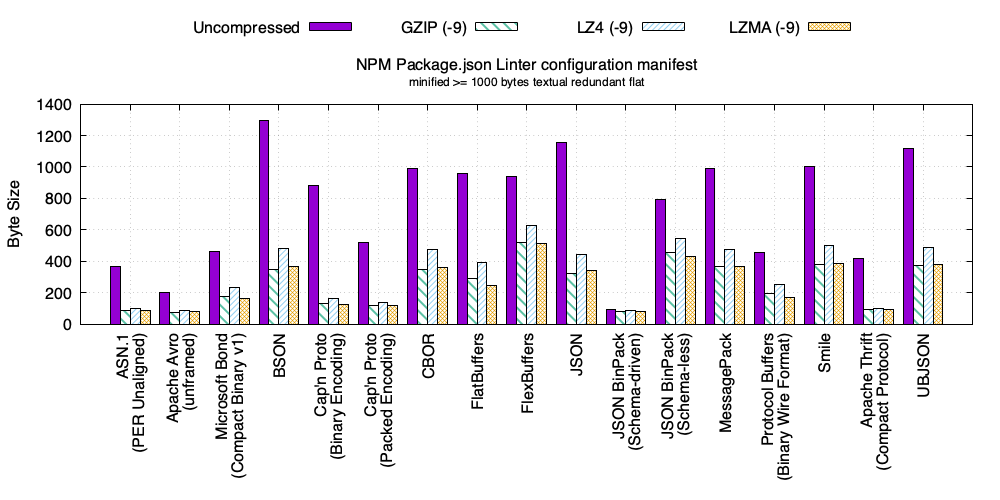 Uncompressed GZIP (-9) LZ4 (-9) LZMA (-9)
NPM Package.json Linter configuration manifest
minified >= 1000 bytes textual redundant flat
Byte Size
1400
1200
1000
800
600
400
200
0
ASN.1
(PER Unaligned)
Apache Avro
(unframed)
Microsoft Bond
(Compact Binary v1)
BSON
Cap'n Proto
(Binary Encoding)
Cap'n Proto
(Packed Encoding)
CBOR
FlatBuffers
FlexBuffers
JSON
JSON BinPack
(Schema-driven)
JSON BinPack
(Schema-less)
MessagePack
Protocol Buffers
(Binary Wire Format)
Smile
Apache Thrift
(Compact Protocol)
UBJSON